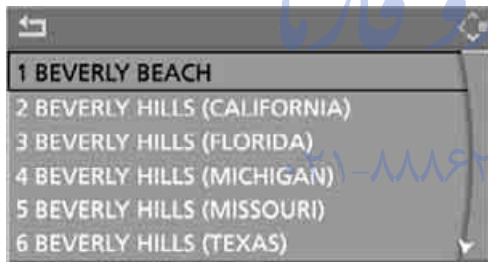 1 BEVERLY BEACH
2 BEVERLY HILLS (CALIFORNIA)
3 BEVERLY HILLS (FLORIDA)
4 BEVERLY HILLS (MICHIGAN)
5 BEVERLY HILLS (MISSOURI)
6 BEVERLY HILLS (TEXAS)